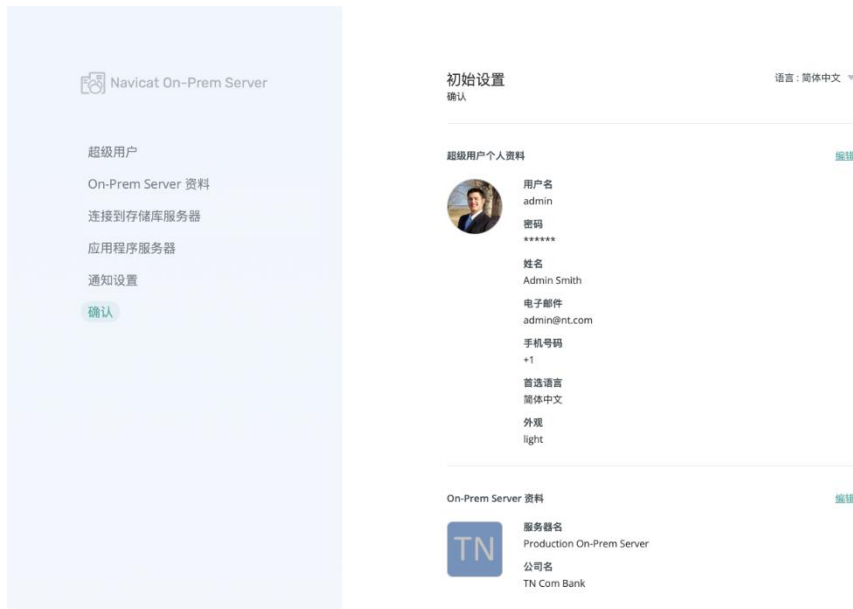 Navicat On-Prem Server
超级用户
On-Prem Server 资料
连接到存储库服务器
应用程序服务器
通知设置
确认
初始设置
语言 : 简体中文
确认
超级用户个人资料
编辑
用户名
admin
密码
******
姓名
Admin Smith
电子邮件
admin@nt.com
手机号码
+1
首选语言
简体中文
外观
light
On-Prem Server 资料
编辑
TN
服务器名
Production On-Prem Server
公司名
TN Com Bank